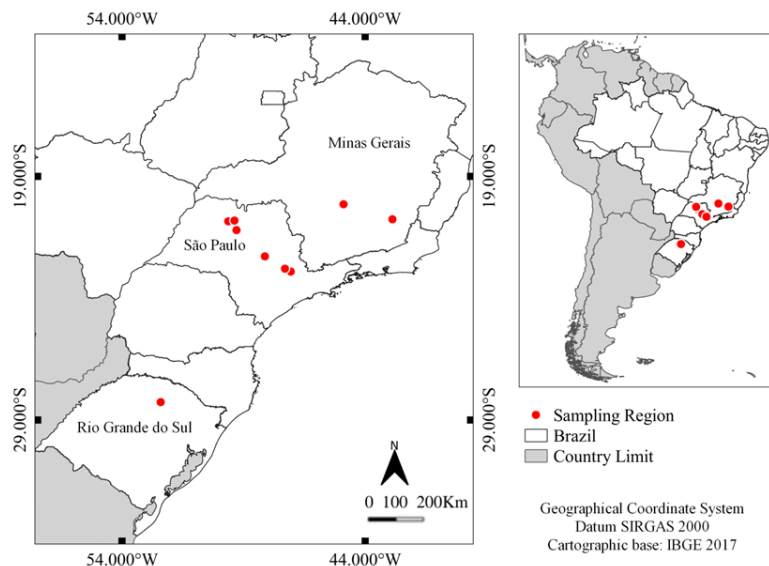 54.000°W
44.000°W
19.000°S
19.000°S
Minas Gerais
São Paulo
29.000°S
29.000°S
Rio Grande do Sul
N
0 100 200Km
54.000°W
44.000°W
Sampling Region
Brazil
Country Limit
Geographical Coordinate System
Datum SIRGAS 2000
Cartographic base: IBGE 2017